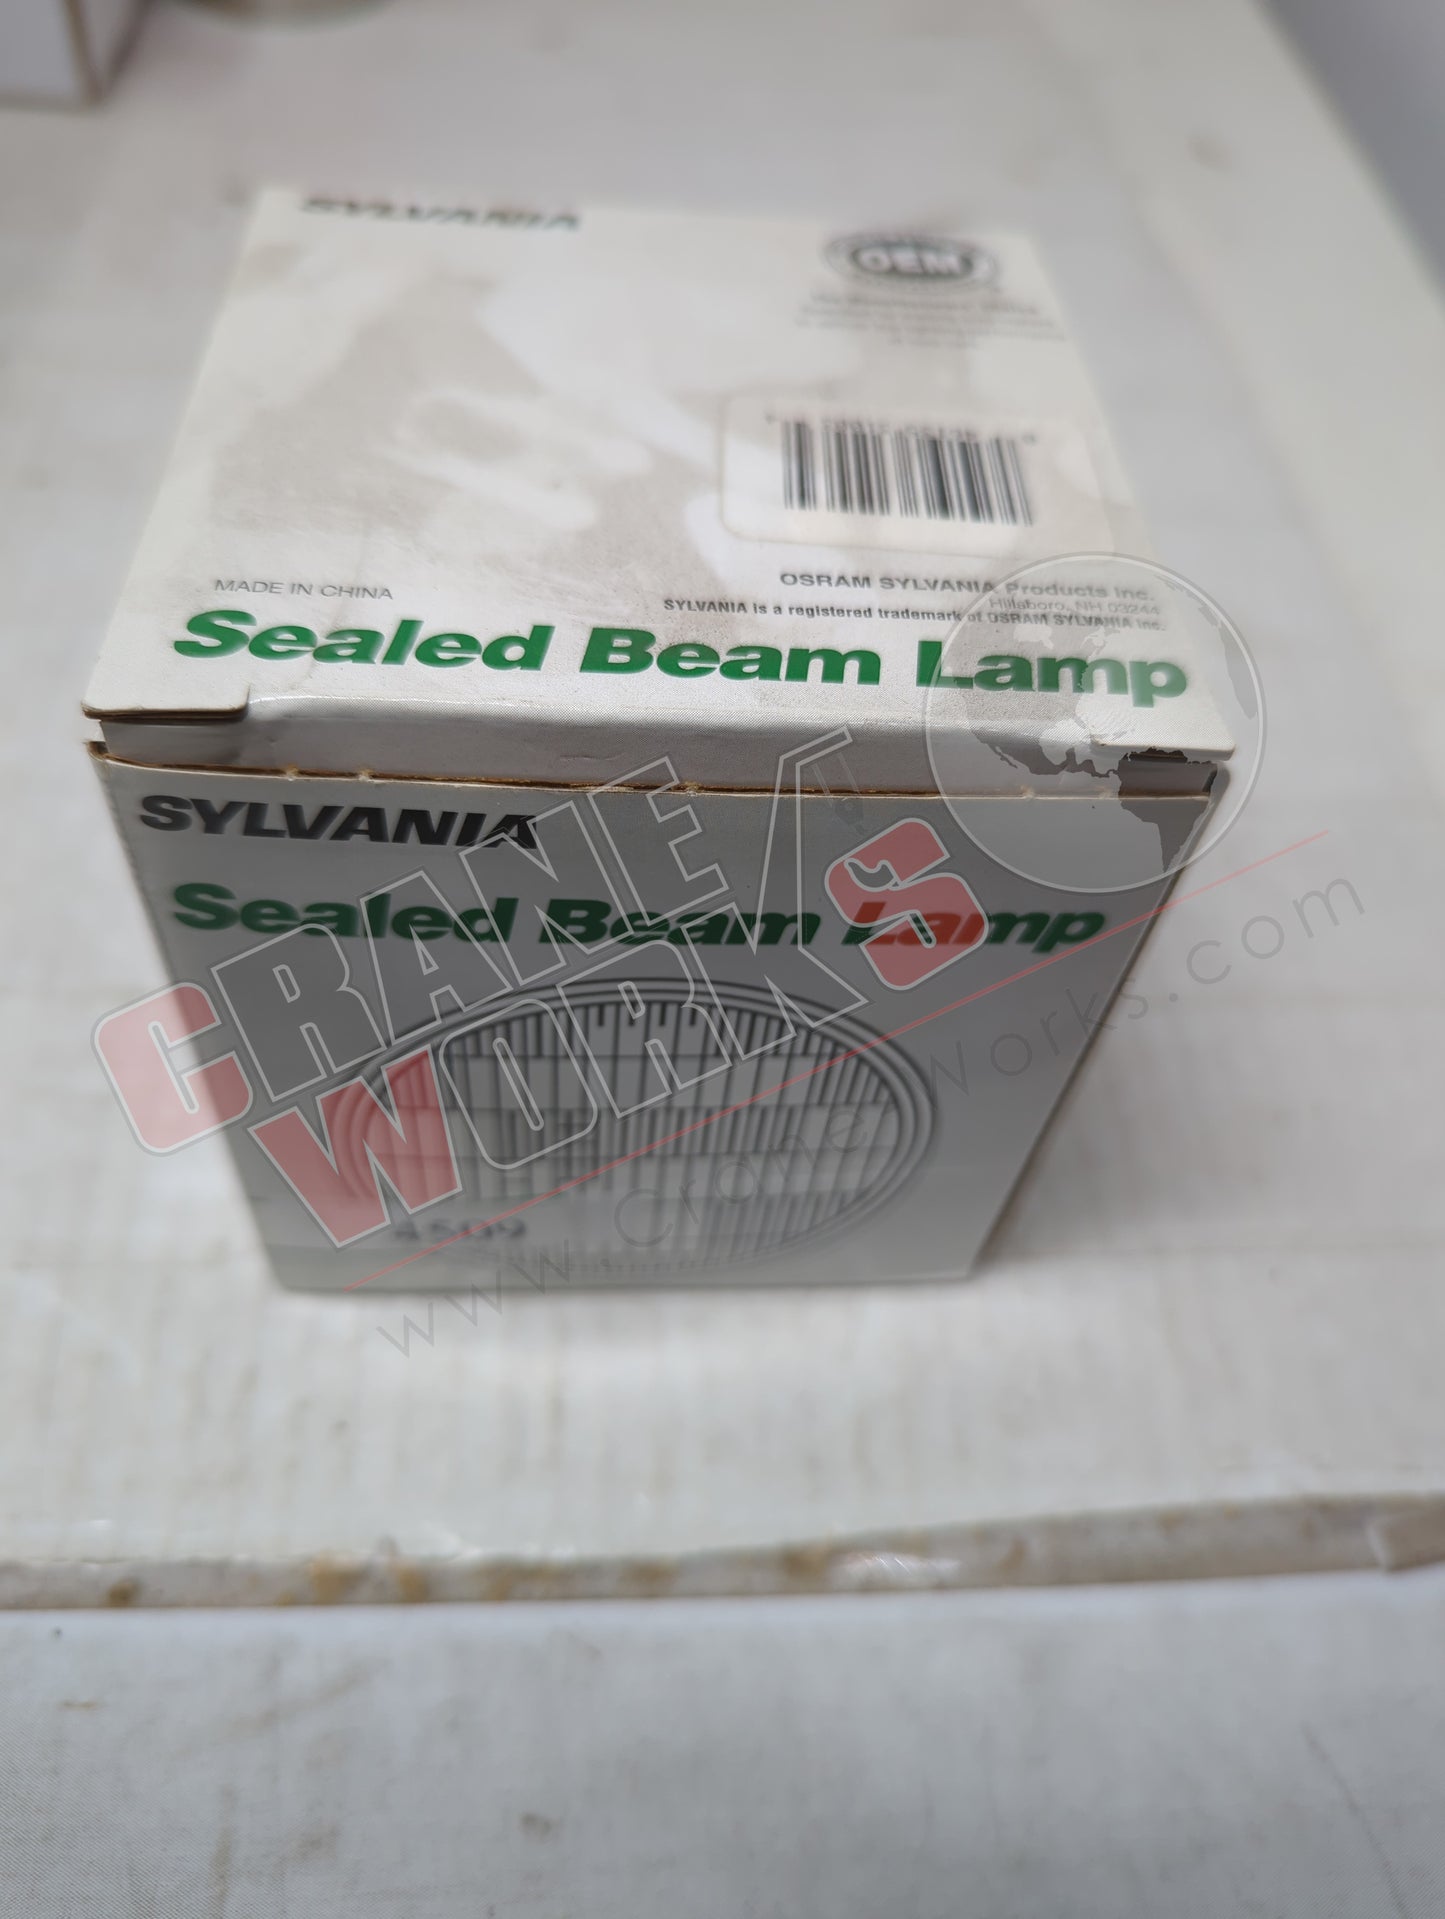 SYLVANIA
OEM
MADE IN CHINA
OSRAM SYLVANIA Products Inc.
Hillsboro, NH 03244
SYLVANIA is a registered trademark of OSRAM SYLVANIA Inc.
Sealed Beam Lamp
SYLVANIA
Sealed Beam Lamp
CRANE
WORKS
www.CraneWorks.com
4509